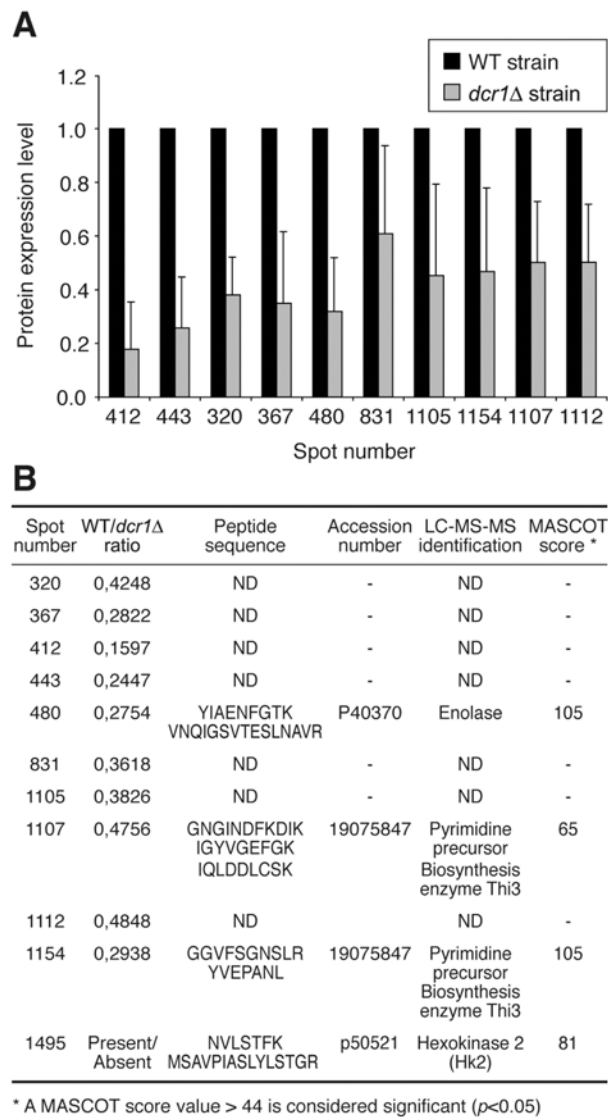 A
WT strain
dcr1Δ strain
Protein expression level
1.2
1.0
0.8
0.6
0.4
0.2
0.0
412 443 320 367 480 831 1105 1154 1107 1112
Spot number
B
Spot number WT/dcr1Δ ratio Peptide sequence Accession number LC-MS-MS identification MASCOT score *
320 0,4248 ND - ND -
367 0,2822 ND - ND -
412 0,1597 ND - ND -
443 0,2447 ND - ND -
480 0,2754 YIAENFGTK P40370 Enolase 105
VNQIGSVTESLNAVR
831 0,3618 ND - ND -
1105 0,3826 ND - ND -
1107 0,4756 GNGINDFKDIK 19075847 Pyrimidine 65
IGYVGEFGK precursor
IQLDDLCSK Biosynthesis
enzyme Thi3
1112 0,4848 ND - ND -
1154 0,2938 GGVFSGNSLR 19075847 Pyrimidine 105
YVEPANL precursor
Biosynthesis
enzyme Thi3
1495 Present/ NVLSTFK p50521 Hexokinase 2 81
Absent MSAVPIASLYLSTGR (Hk2)
* A MASCOT score value > 44 is considered significant (p<0.05)